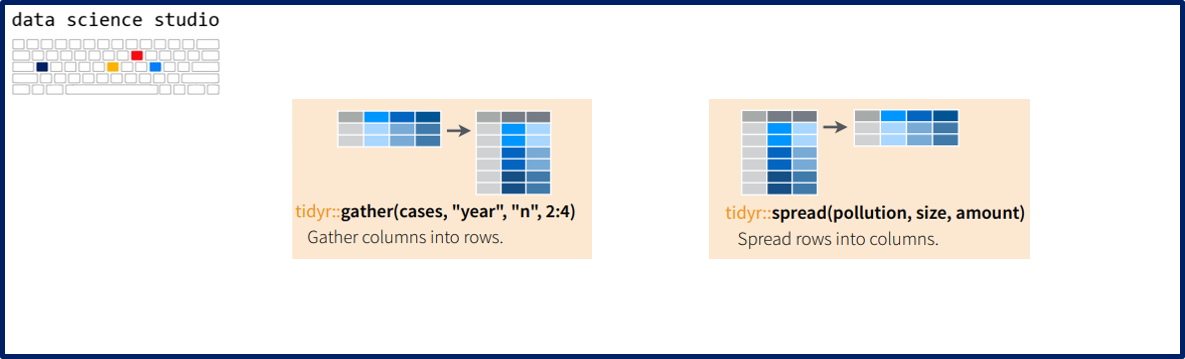 data science studio
tidyr::gather(cases, "year", "n", 2:4)
Gather columns into rows.
tidyr::spread(pollution, size, amount)
Spread rows into columns.